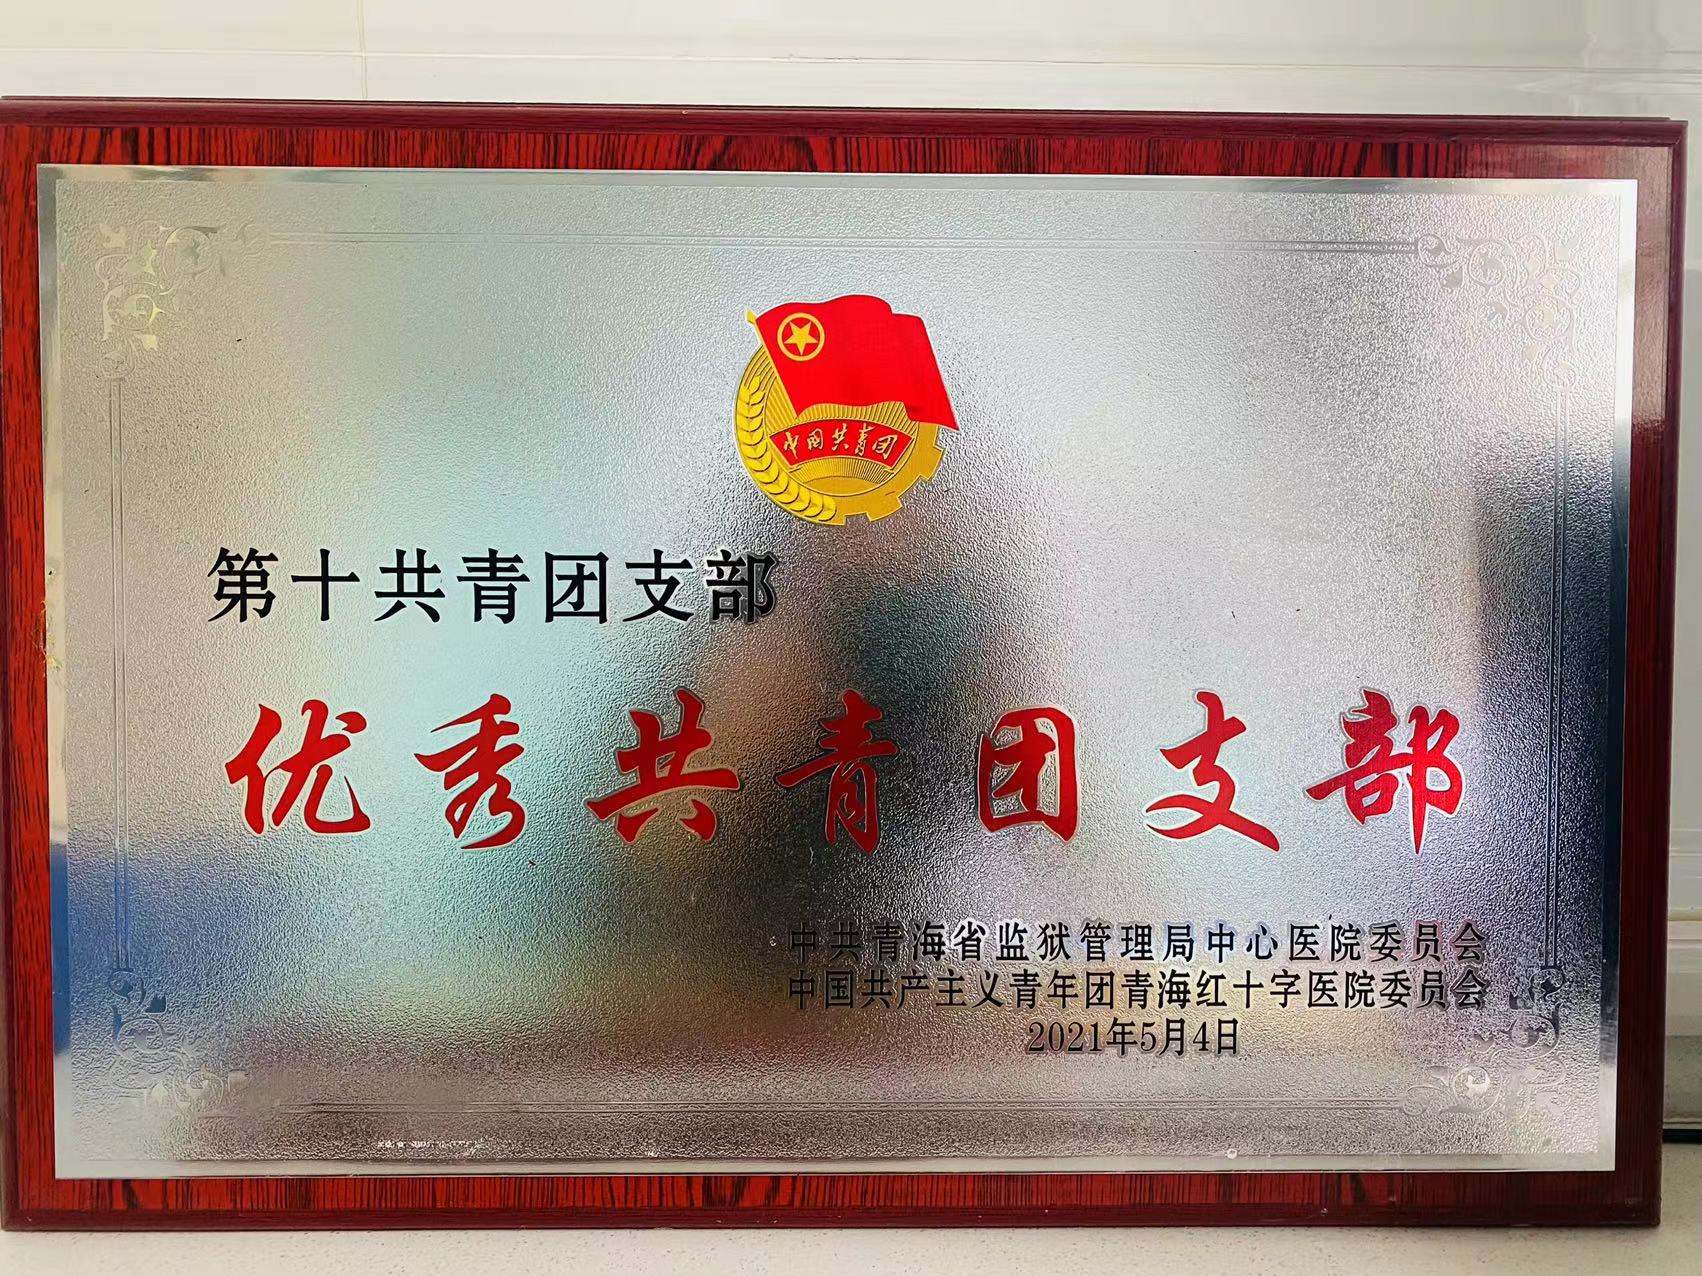 中国共青团
第十共青团支部
优秀共青团支部
中共青海省监狱管理局中心医院委员会
中国共产主义青年团青海红十字医院委员会
2021年5月4日